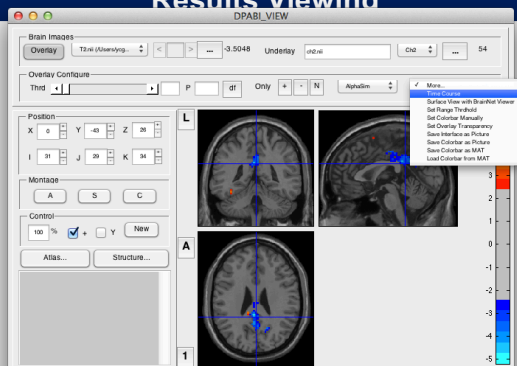 Results Viewing
DPABI_VIEW
Brain Images
Overlay T2.nii (/Users/ycg... < > ... -3.5048 Underlay ch2.nii Ch2 ... 54
Overlay Configure
Thrd P df Only + - N AlphaSim
✓ More...
Time Course
Surface View with BrainNet Viewer
Set Range Thrdhold
Set Colorbar Manually
Set Overlay Transparency
Save Interface as Picture
Save Colorbar as Picture
Save Colorbar as MAT
Load Colorbar from MAT
Position
X 0 Y -43 Z 26
I 31 J 29 K 34
Montage
A S C
Control
100 % + Y New
Atlas... Structure...
L
A
1
3
2
1
0
-1
-2
-3
-4
-5